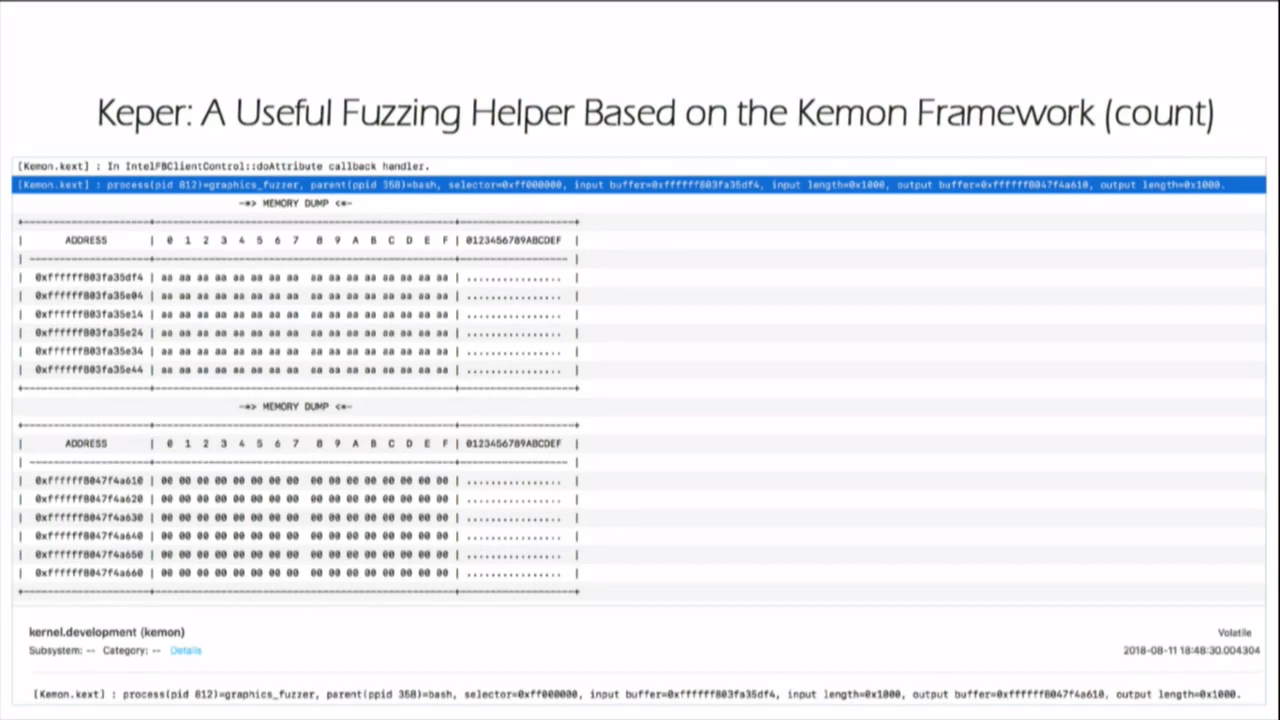 Keper: A Useful Fuzzing Helper Based on the Kemon Framework (count)
[Kemon.kext] : In IntelFBClientControl::doAttribute callback handler.
[Kemon.kext] : process(pid 812)=graphics_fuzzer, parent(ppid 358)=bash, selector=0xff000000, input buffer=0xffffff803fa35df4, input length=0x1000, output buffer=0xffffff8047f4a610, output length=0x1000.
-=> MEMORY DUMP <=-
+--------------------+--------------------------------------------------+------------------+
| ADDRESS | 0 1 2 3 4 5 6 7 8 9 A B C D E F | 0123456789ABCDEF |
| --------------------+--------------------------------------------------+----------------- |
| 0xffffff803fa35df4 | aa aa aa aa aa aa aa aa aa aa aa aa aa aa aa aa | ................ |
| 0xffffff803fa35e04 | aa aa aa aa aa aa aa aa aa aa aa aa aa aa aa aa | ................ |
| 0xffffff803fa35e14 | aa aa aa aa aa aa aa aa aa aa aa aa aa aa aa aa | ................ |
| 0xffffff803fa35e24 | aa aa aa aa aa aa aa aa aa aa aa aa aa aa aa aa | ................ |
| 0xffffff803fa35e34 | aa aa aa aa aa aa aa aa aa aa aa aa aa aa aa aa | ................ |
| 0xffffff803fa35e44 | aa aa aa aa aa aa aa aa aa aa aa aa aa aa aa aa | ................ |
+--------------------+--------------------------------------------------+------------------+
-=> MEMORY DUMP <=-
+--------------------+--------------------------------------------------+------------------+
| ADDRESS | 0 1 2 3 4 5 6 7 8 9 A B C D E F | 0123456789ABCDEF |
| --------------------+--------------------------------------------------+----------------- |
| 0xffffff8047f4a610 | 00 00 00 00 00 00 00 00 00 00 00 00 00 00 00 00 | ................ |
| 0xffffff8047f4a620 | 00 00 00 00 00 00 00 00 00 00 00 00 00 00 00 00 | ................ |
| 0xffffff8047f4a630 | 00 00 00 00 00 00 00 00 00 00 00 00 00 00 00 00 | ................ |
| 0xffffff8047f4a640 | 00 00 00 00 00 00 00 00 00 00 00 00 00 00 00 00 | ................ |
| 0xffffff8047f4a650 | 00 00 00 00 00 00 00 00 00 00 00 00 00 00 00 00 | ................ |
| 0xffffff8047f4a660 | 00 00 00 00 00 00 00 00 00 00 00 00 00 00 00 00 | ................ |
+--------------------+--------------------------------------------------+------------------+
kernel.development (kemon) Volatile
Subsystem: -- Category: -- Details 2018-08-11 18:48:30.004304
[Kemon.kext] : process(pid 812)=graphics_fuzzer, parent(ppid 358)=bash, selector=0xff000000, input buffer=0xffffff803fa35df4, input length=0x1000, output buffer=0xffffff8047f4a610, output length=0x1000.